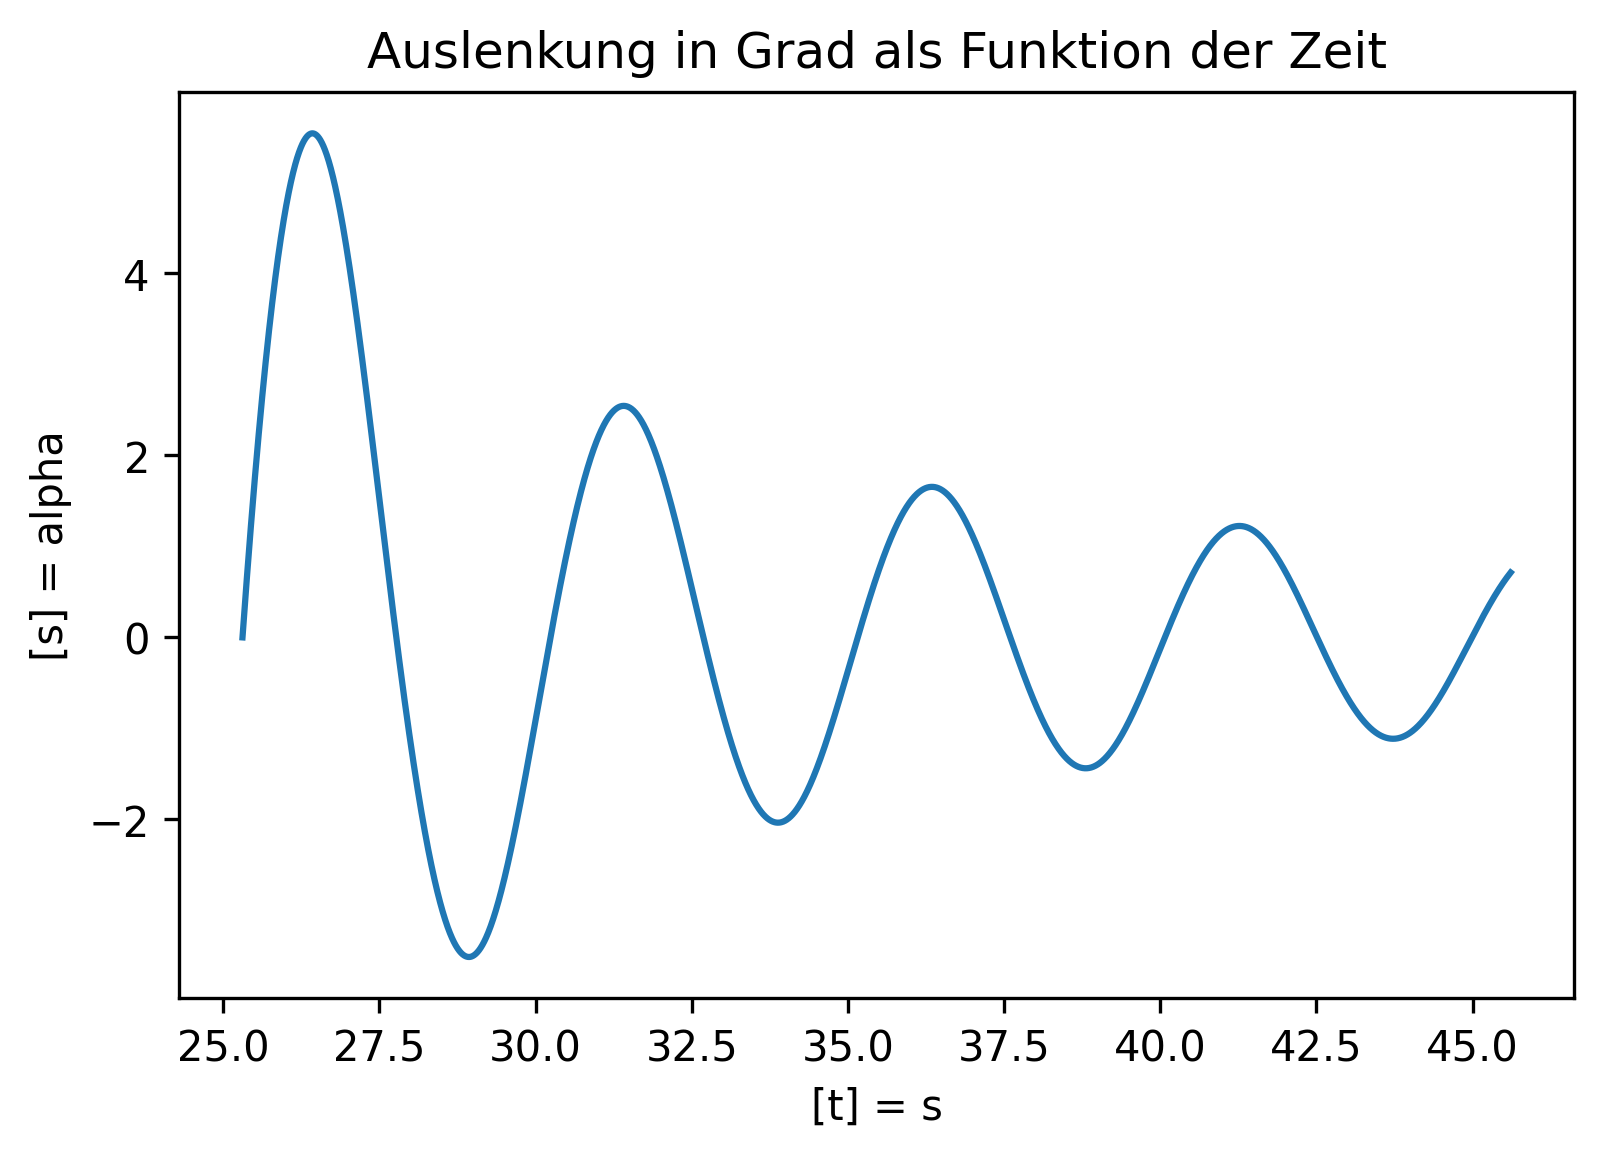 Auslenkung in Grad als Funktion der Zeit
[s] = alpha
4
2
0
−2
25.0 27.5 30.0 32.5 35.0 37.5 40.0 42.5 45.0
[t] = s